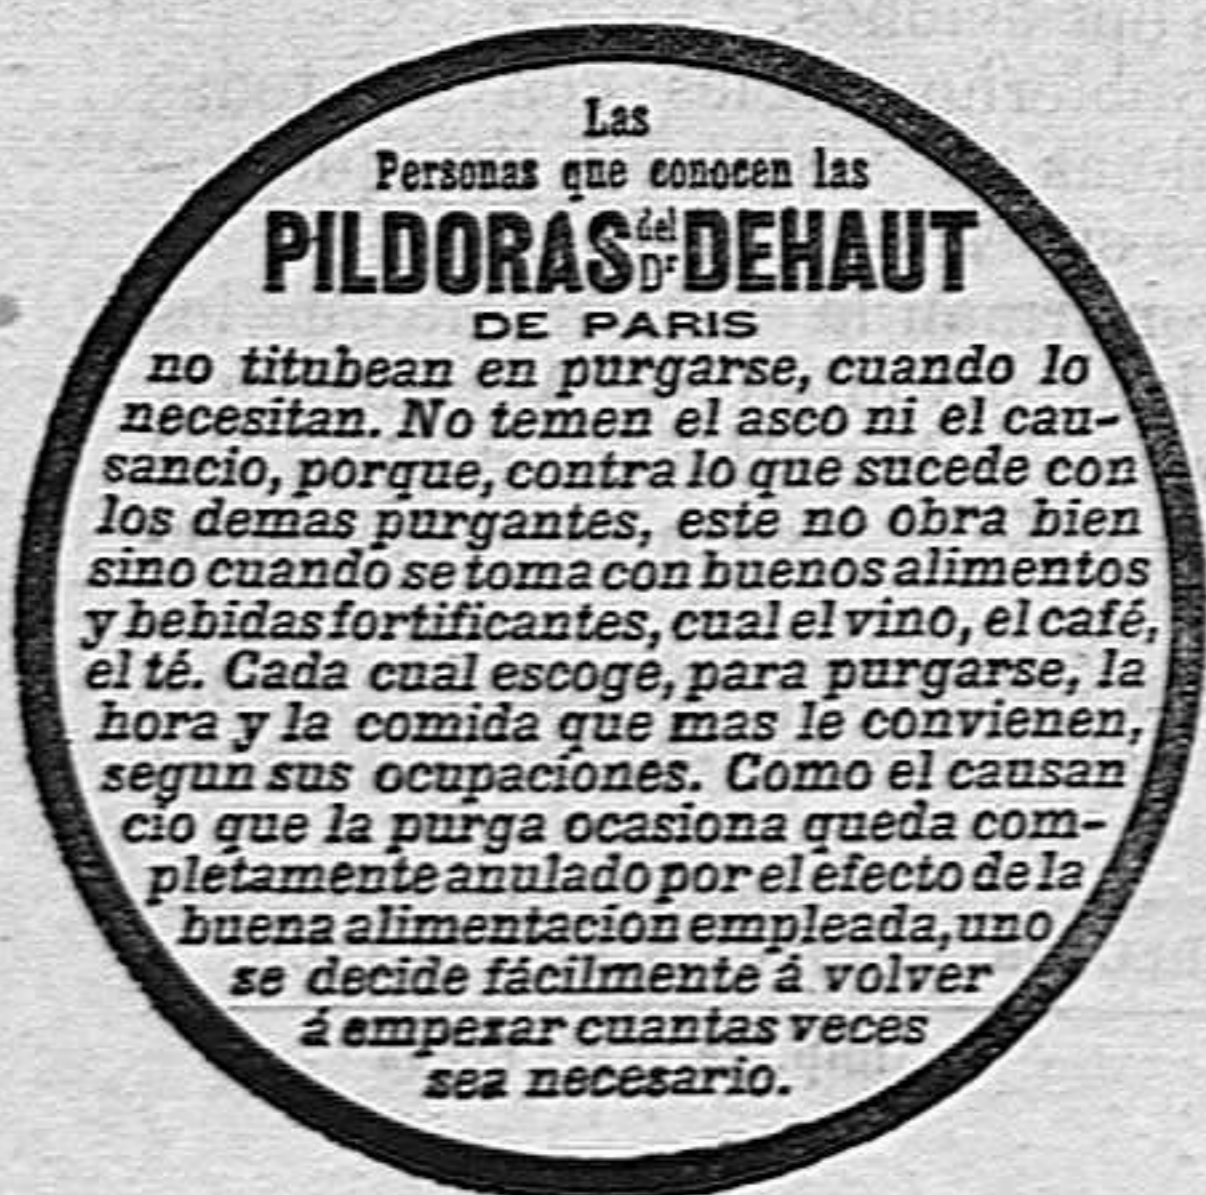 Las
Personas que conocen las
PILDORAS del Dr DEHAUT
DE PARIS
no titubean en purgarse, cuando lo
necesitan. No temen el asco ni el cau-
sancio, porque, contra lo que sucede con
los demas purgantes, este no obra bien
sino cuando se toma con buenos alimentos
y bebidas fortificantes, cual el vino, el café,
el té. Cada cual escoge, para purgarse, la
hora y la comida que mas le convienen,
segun sus ocupaciones. Como el causan
cio que la purga ocasiona queda com-
pletamente anulado por el efecto de la
buena alimentacion empleada, uno
se decide fácilmente á volver
á empezar cuantas veces
sea necesario.